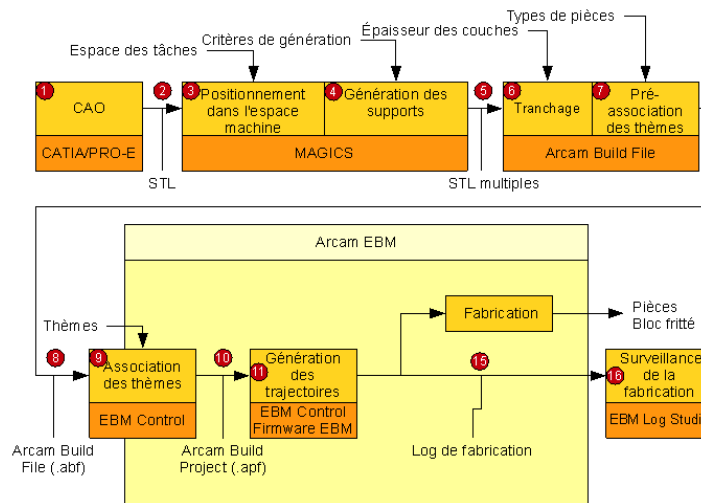 Types de pièces
Épaisseur des couches
Critères de génération
Espace des tâches
1
2
3
4
5
6
7
CAO
Positionnement
dans l'espace
machine
Génération des
supports
Tranchage
Pré-
association
des thèmes
CATIA/PRO-E
MAGICS
Arcam Build File
STL
STL multiples
Arcam EBM
Fabrication
Pièces
Bloc fritté
Thèmes
8
9
10
11
15
16
Association
des thèmes
Génération
des
trajectoires
Surveillance
de la
fabrication
EBM Control
EBM Control
Firmware EBM
EBM Log Studi
Arcam Build
File (.abf)
Arcam Build
Project (.apf)
Log de fabrication